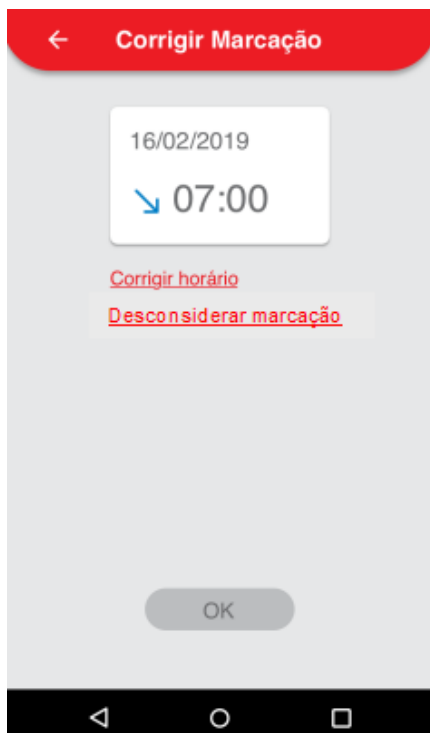 Corrigir Marcação
16/02/2019
07:00
Corrigir horário
Desconsiderar marcação
OK